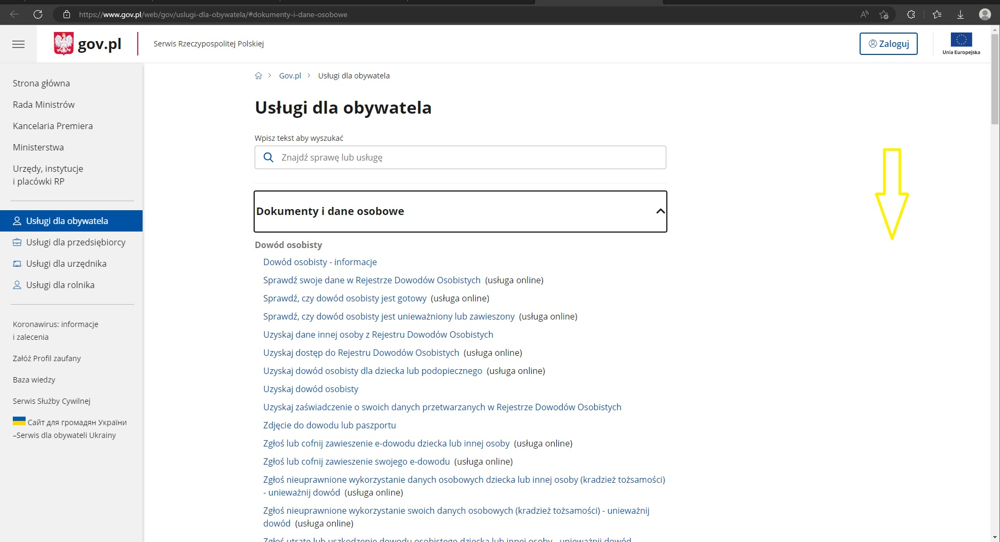 https://www.gov.pl/web/gov/uslugi-dla-obywatela/#dokumenty-i-dane-osobowe
gov.pl
Serwis Rzeczypospolitej Polskiej
Zaloguj
Unia Europejska
Strona główna
Rada Ministrów
Kancelaria Premiera
Ministerstwa
Urzędy, instytucje
i placówki RP
Usługi dla obywatela
Usługi dla przedsiębiorcy
Usługi dla urzędnika
Usługi dla rolnika
Koronawirus: informacje
i zalecenia
Załóż Profil zaufany
Baza wiedzy
Serwis Służby Cywilnej
Сайт для громадян України
–Serwis dla obywateli Ukrainy
Gov.pl
Usługi dla obywatela
Usługi dla obywatela
Wpisz tekst aby wyszukać
Znajdź sprawę lub usługę
Dokumenty i dane osobowe
Dowód osobisty
Dowód osobisty - informacje
Sprawdź swoje dane w Rejestrze Dowodów Osobistych (usługa online)
Sprawdź, czy dowód osobisty jest gotowy (usługa online)
Sprawdź, czy dowód osobisty jest unieważniony lub zawieszony (usługa online)
Uzyskaj dane innej osoby z Rejestru Dowodów Osobistych
Uzyskaj dostęp do Rejestru Dowodów Osobistych (usługa online)
Uzyskaj dowód osobisty dla dziecka lub podopiecznego (usługa online)
Uzyskaj dowód osobisty
Uzyskaj zaświadczenie o swoich danych przetwarzanych w Rejestrze Dowodów Osobistych
Zdjęcie do dowodu lub paszportu
Zgłoś lub cofnij zawieszenie e-dowodu dziecka lub innej osoby (usługa online)
Zgłoś lub cofnij zawieszenie swojego e-dowodu (usługa online)
Zgłoś nieuprawnione wykorzystanie danych osobowych dziecka lub innej osoby (kradzież tożsamości)
- unieważnij dowód (usługa online)
Zgłoś nieuprawnione wykorzystanie swoich danych osobowych (kradzież tożsamości) - unieważnij
dowód (usługa online)
Zgłoś utratę lub uszkodzenie dowodu osobistego dziecka lub innej osoby - unieważnij dowód